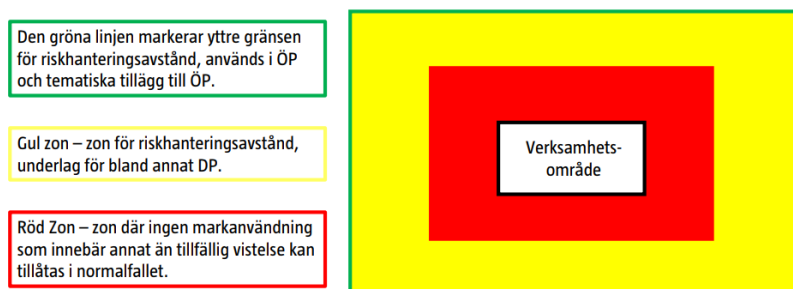 Den gröna linjen markerar yttre gränsen
för riskhanteringsavstånd, används i ÖP
och tematiska tillägg till ÖP.
Gul zon – zon för riskhanteringsavstånd,
underlag för bland annat DP.
Röd Zon – zon där ingen markanvändning
som innebär annat än tillfällig vistelse kan
tillåtas i normalfallet.
Verksamhets-
område